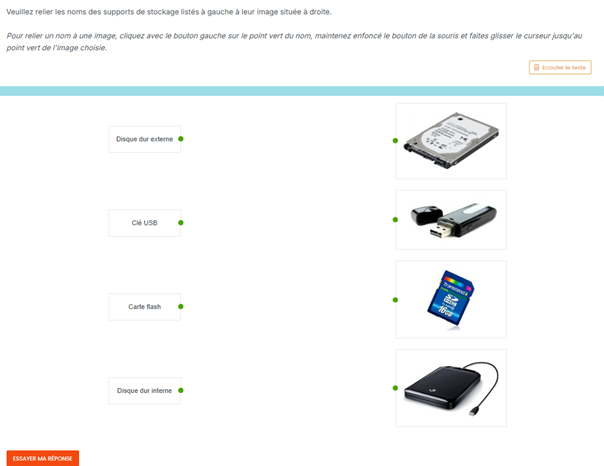 Veuillez relier les noms des supports de stockage listés à gauche à leur image située à droite.
Pour relier un nom à une image, cliquez avec le bouton gauche sur le point vert du nom, maintenez enfoncé le bouton de la souris et faites glisser le curseur jusqu'au
point vert de l'image choisie.
Ecouter le texte
Disque dur externe
Clé USB
Carte flash
Transcend
16GB
Disque dur interne
ESSAYER MA RÉPONSE